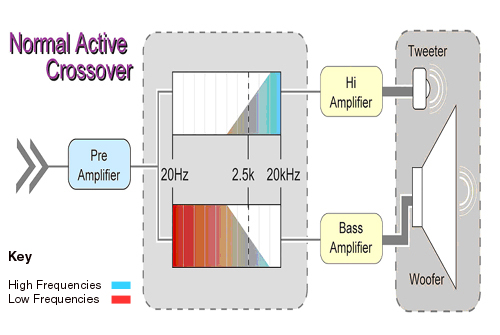 Normal Active
Crossover
Tweeter
Hi
Amplifier
Pre
Amplifier
20Hz 2.5k 20kHz
Bass
Amplifier
Woofer
Key
High Frequencies
Low Frequencies